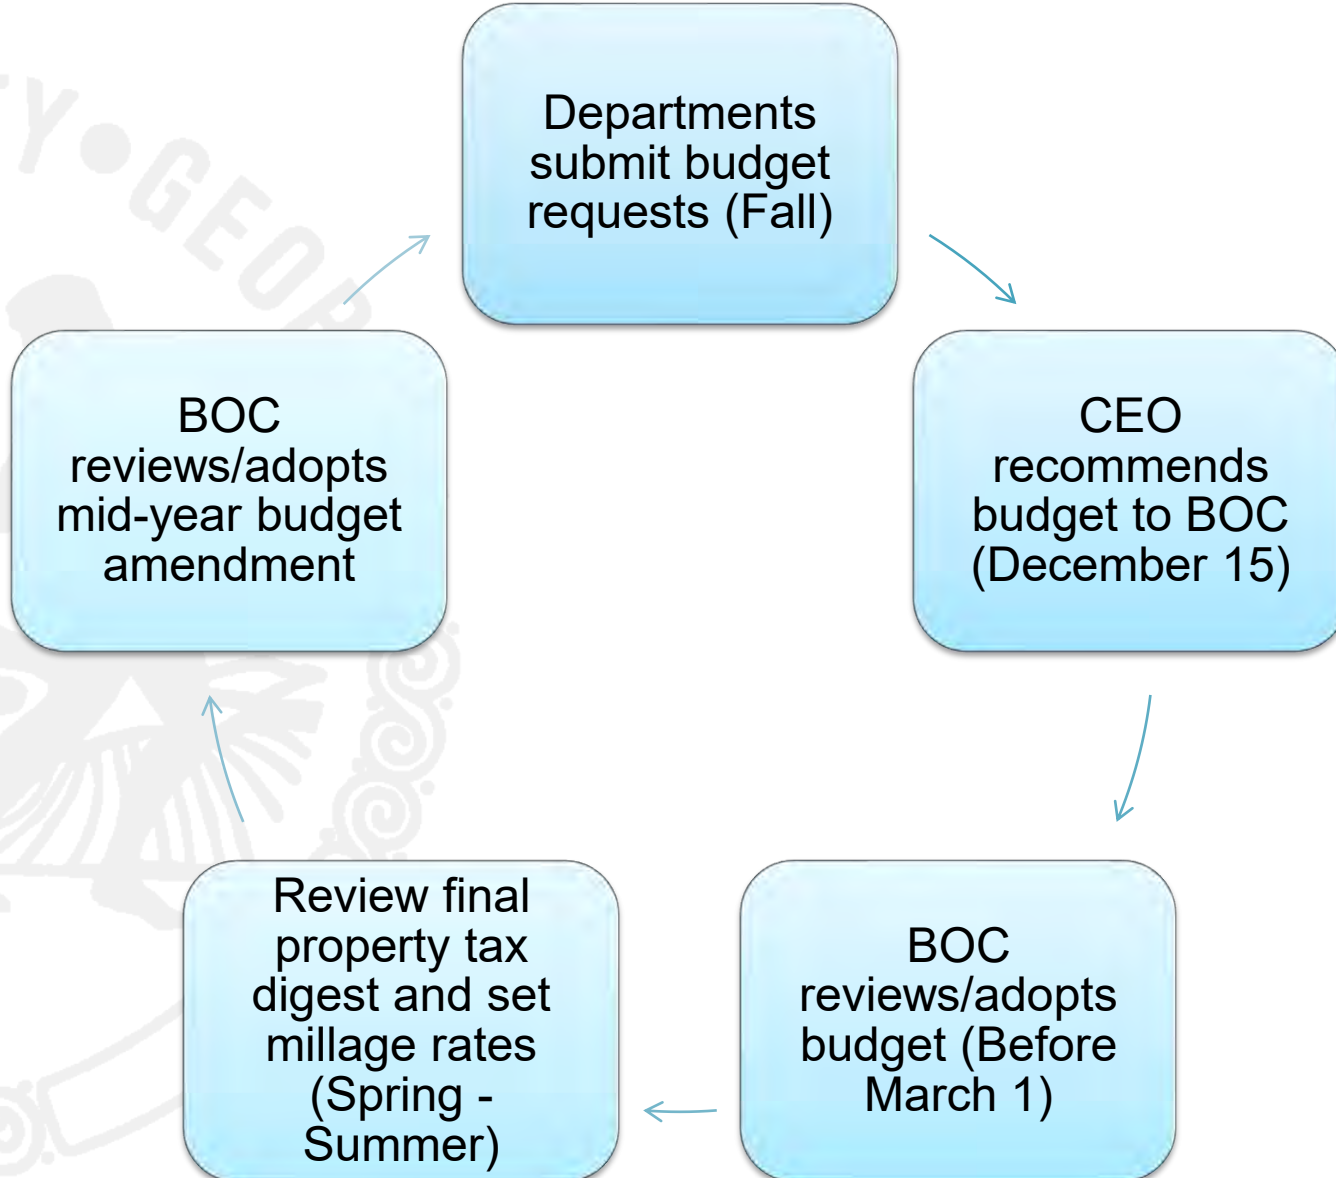 Y • GEOR
Departments
submit budget
requests (Fall)
CEO
recommends
budget to BOC
(December 15)
BOC
reviews/adopts
budget (Before
March 1)
Review final
property tax
digest and set
millage rates
(Spring -
Summer)
BOC
reviews/adopts
mid-year budget
amendment